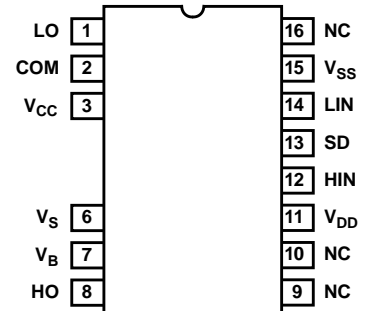 LO 1 16 NC
COM 2 15 VSS
VCC 3 14 LIN
13 SD
12 HIN
VS 6 11 VDD
VB 7 10 NC
HO 8 9 NC